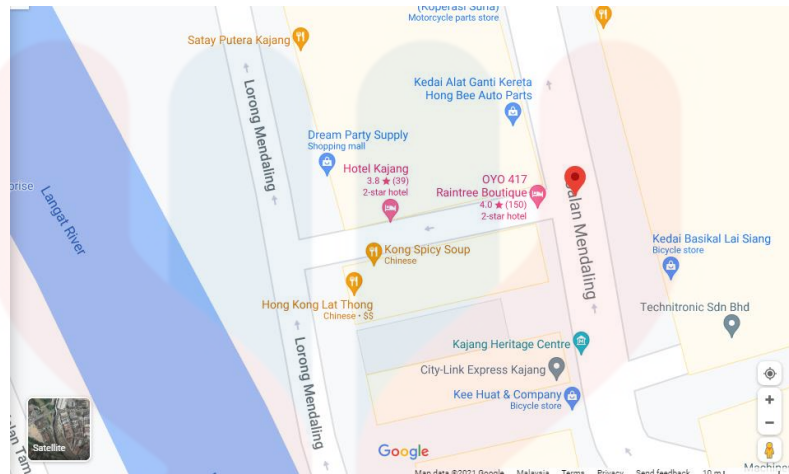 (Koperasi Suria)
Motorcycle parts store
Satay Putera Kajang
Kedai Alat Ganti Kereta
Hong Bee Auto Parts
Lorong Mendaling
Dream Party Supply
Shopping mall
Hotel Kajang
3.8 ★ (39)
2-star hotel
OYO 417
Raintree Boutique
4.0 ★ (150)
2-star hotel
Jalan Mendaling
prise
Langat River
Kong Spicy Soup
Chinese
Kedai Basikal Lai Siang
Bicycle store
Hong Kong Lat Thong
Chinese • $$
Technitronic Sdn Bhd
Kajang Heritage Centre
Lorong Mendaling
City-Link Express Kajang
Kee Huat & Company
Bicycle store
Satellite
Google
Map data ©2021 Google Malaysia Terms Privacy Send feedback 10 m